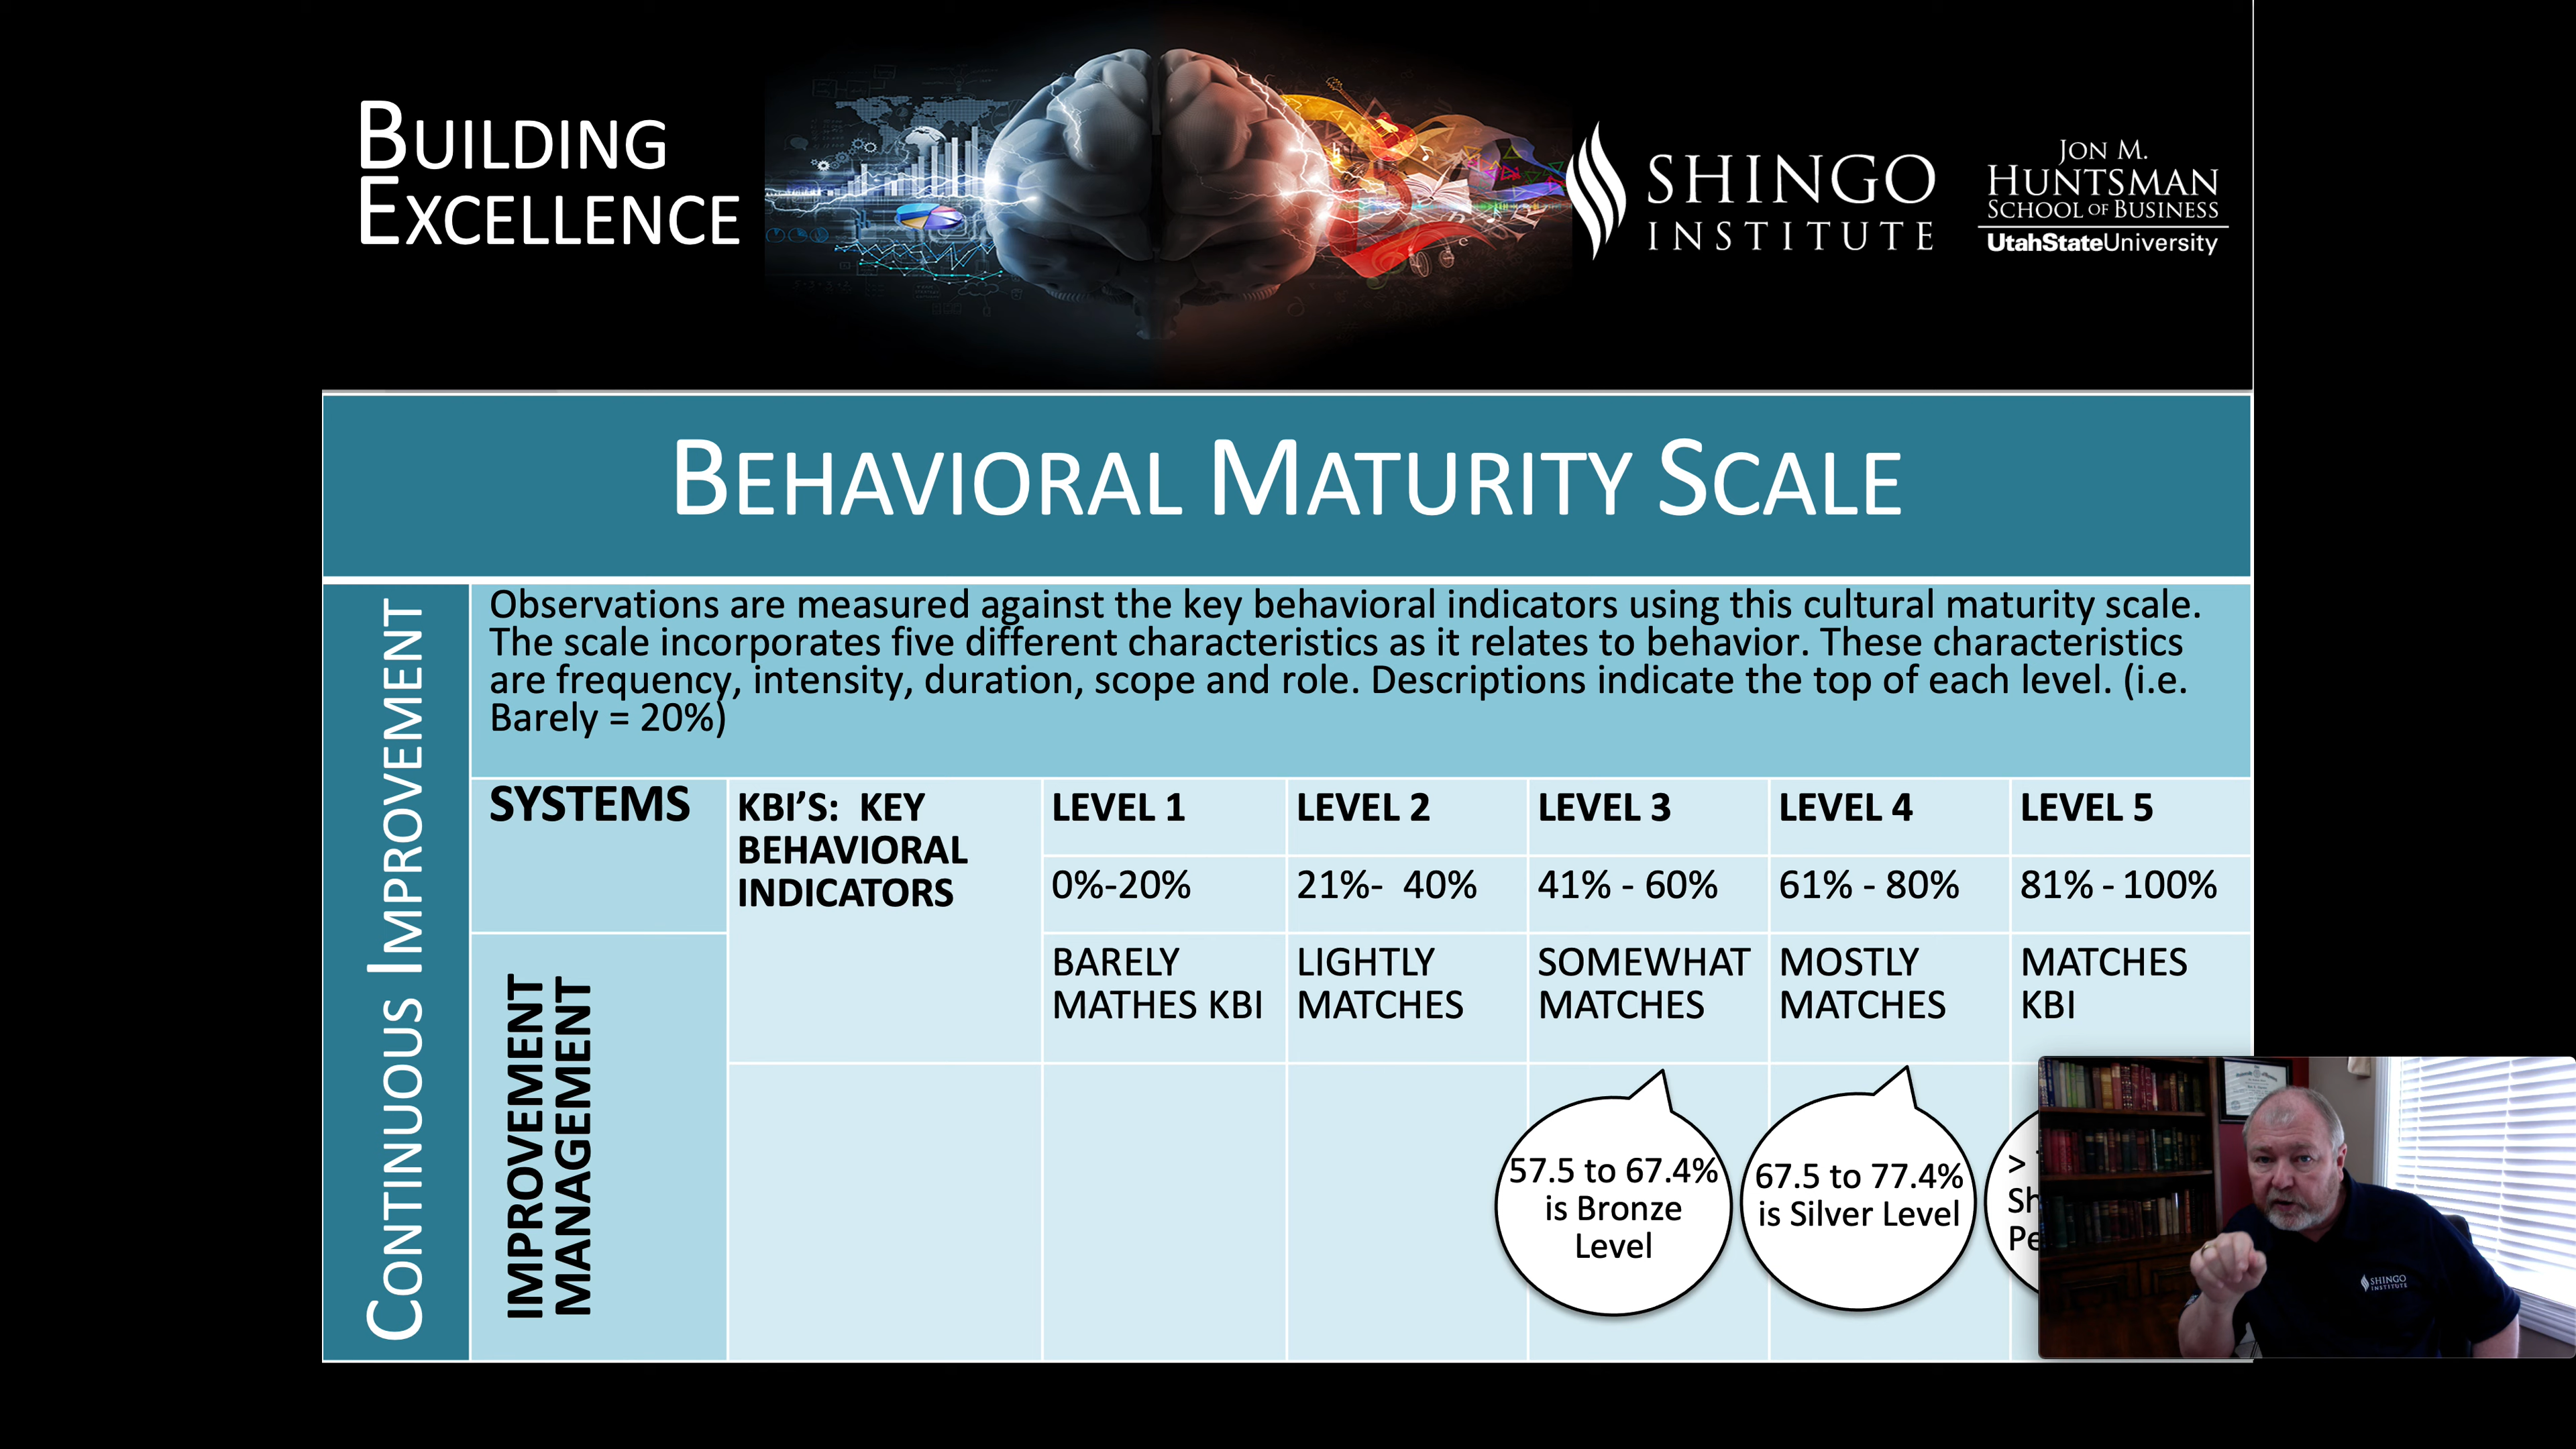 BUILDING
EXCELLENCE
SHINGO
INSTITUTE
JON M.
HUNTSMAN
SCHOOL OF BUSINESS
UtahStateUniversity
BEHAVIORAL MATURITY SCALE
CONTINUOUS IMPROVEMENT
Observations are measured against the key behavioral indicators using this cultural maturity scale.
The scale incorporates five different characteristics as it relates to behavior. These characteristics
are frequency, intensity, duration, scope and role. Descriptions indicate the top of each level. (i.e.
Barely = 20%)
SYSTEMS
KBI’S:  KEY
BEHAVIORAL
INDICATORS
LEVEL 1
LEVEL 2
LEVEL 3
LEVEL 4
LEVEL 5
0%-20%
21%-  40%
41% - 60%
61% - 80%
81% - 100%
BARELY
MATHES KBI
LIGHTLY
MATCHES
SOMEWHAT
MATCHES
MOSTLY
MATCHES
MATCHES
KBI
IMPROVEMENT
MANAGEMENT
57.5 to 67.4%
is Bronze
Level
67.5 to 77.4%
is Silver Level
>
SHINGO
INSTITUTE